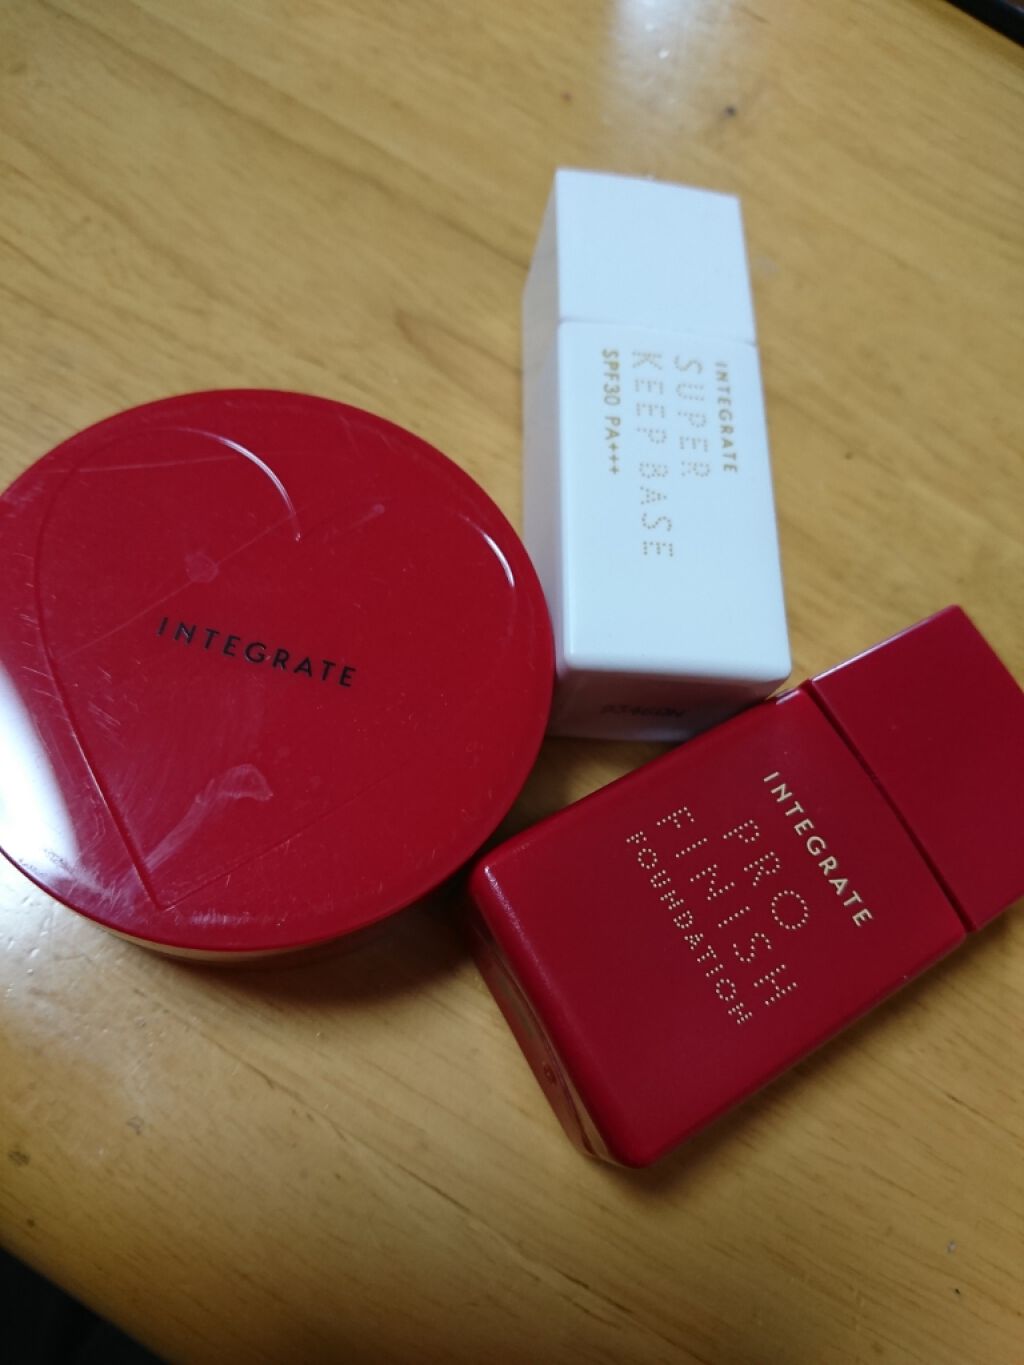 INTEGRATE
SUPER
KEEP BASE
SPF30 PA+++
INTEGRATE
INTEGRATE
PRO
FINISH
FOUNDATION